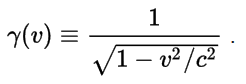 γ(v) ≡ 1 / √(1 − v²/c²) .